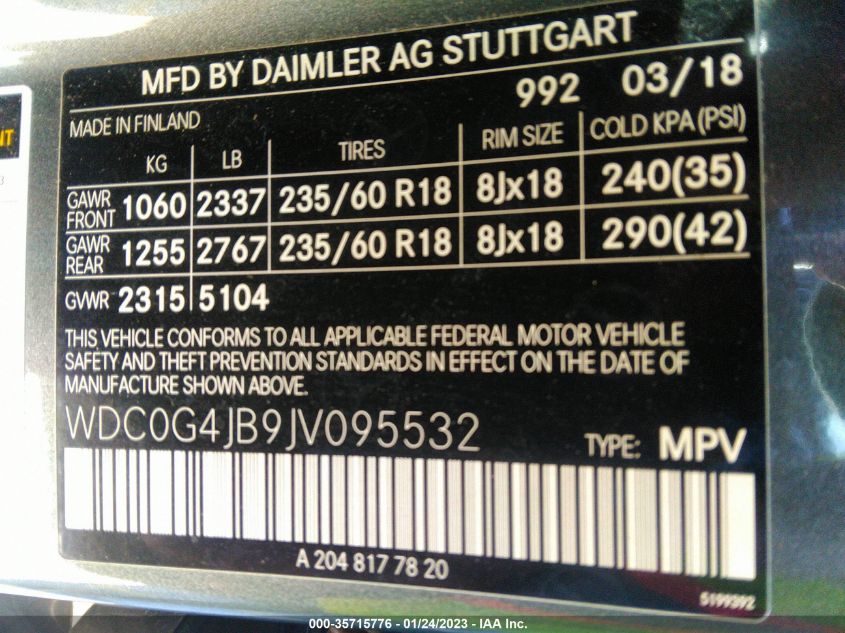 MFD BY DAIMLER AG STUTTGART
992 03/18
MADE IN FINLAND
KG LB TIRES RIM SIZE COLD KPA (PSI)
GAWR FRONT 1060 2337 235/60 R18 8Jx18 240(35)
GAWR REAR 1255 2767 235/60 R18 8Jx18 290(42)
GVWR 2315 5104
THIS VEHICLE CONFORMS TO ALL APPLICABLE FEDERAL MOTOR VEHICLE
SAFETY AND THEFT PREVENTION STANDARDS IN EFFECT ON THE DATE OF
MANUFACTURE SHOWN ABOVE.
WDC0G4JB9JV095532 TYPE: MPV
A 204 817 78 20
5199392
000-35715776 - 01/24/2023 - IAA Inc.